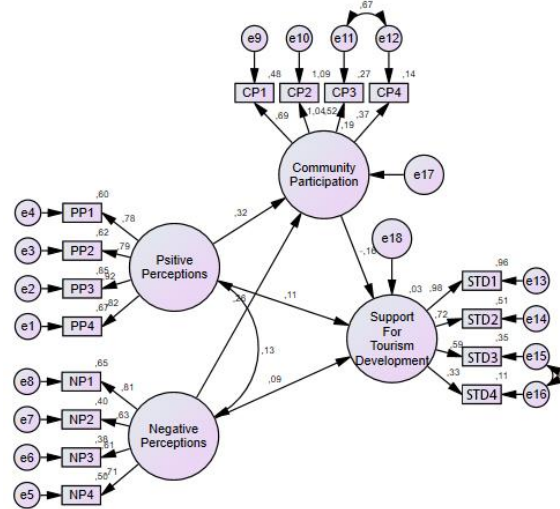 ,67
e9 e10 e11 e12
,48 1,09 ,27 ,14
CP1 CP2 CP3 CP4
,69 1,04 ,52 ,19 ,37
Community
Participation
e17
,60
e4 PP1
,78
,62
e3 PP2
,79
,85
e2 PP3
,92
,67
e1 PP4
,82
Psitive
Perceptions
,32
-,16
e18
,11
,13
,09
,03
Support
For
Tourism
Development
,96
,98
STD1 e13
,51
,72
STD2 e14
,35
,59
STD3 e15
,11
,33
STD4 e16
,65
e8 NP1
,81
,40
e7 NP2
,63
,38
e6 NP3
,61
,50
e5 NP4
,71
Negative
Perceptions